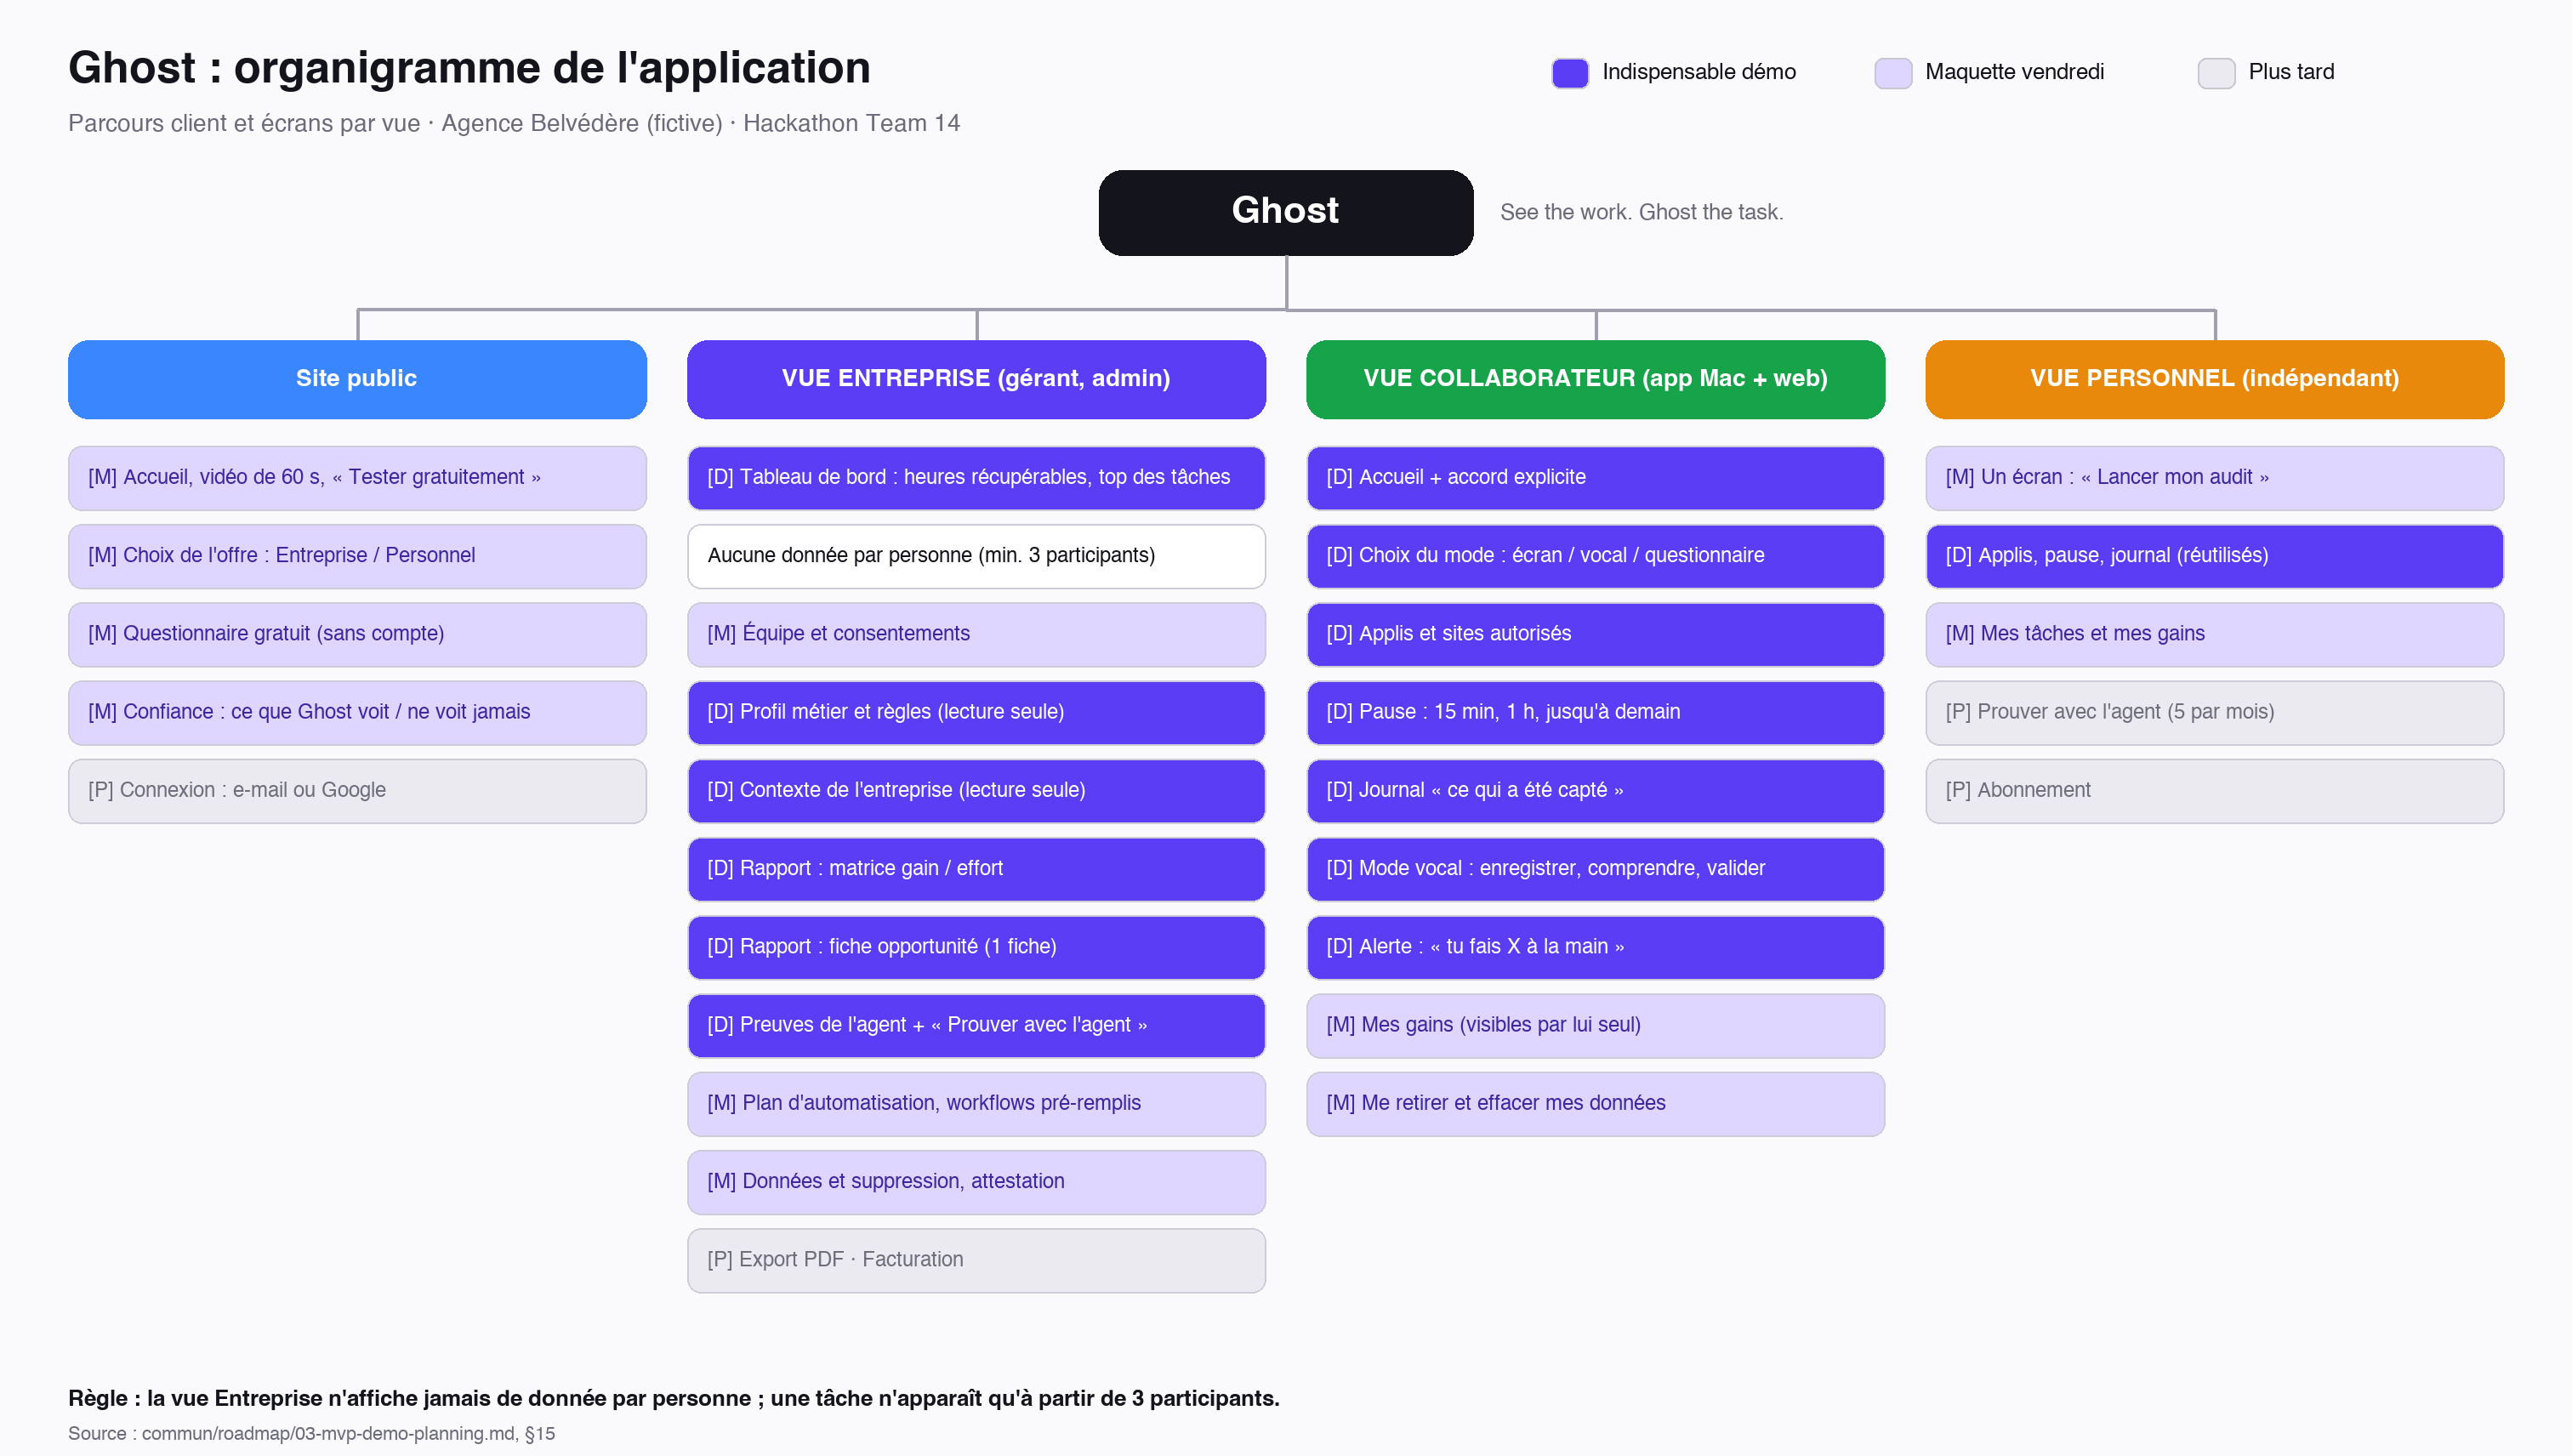 Ghost : organigramme de l'application
Parcours client et écrans par vue · Agence Belvédère (fictive) · Hackathon Team 14
Indispensable démo
Maquette vendredi
Plus tard
Ghost
See the work. Ghost the task.
Site public
[M] Accueil, vidéo de 60 s, « Tester gratuitement »
[M] Choix de l'offre : Entreprise / Personnel
[M] Questionnaire gratuit (sans compte)
[M] Confiance : ce que Ghost voit / ne voit jamais
[P] Connexion : e-mail ou Google
VUE ENTREPRISE (gérant, admin)
[D] Tableau de bord : heures récupérables, top des tâches
Aucune donnée par personne (min. 3 participants)
[M] Équipe et consentements
[D] Profil métier et règles (lecture seule)
[D] Contexte de l'entreprise (lecture seule)
[D] Rapport : matrice gain / effort
[D] Rapport : fiche opportunité (1 fiche)
[D] Preuves de l'agent + « Prouver avec l'agent »
[M] Plan d'automatisation, workflows pré-remplis
[M] Données et suppression, attestation
[P] Export PDF · Facturation
VUE COLLABORATEUR (app Mac + web)
[D] Accueil + accord explicite
[D] Choix du mode : écran / vocal / questionnaire
[D] Applis et sites autorisés
[D] Pause : 15 min, 1 h, jusqu'à demain
[D] Journal « ce qui a été capté »
[D] Mode vocal : enregistrer, comprendre, valider
[D] Alerte : « tu fais X à la main »
[M] Mes gains (visibles par lui seul)
[M] Me retirer et effacer mes données
VUE PERSONNEL (indépendant)
[M] Un écran : « Lancer mon audit »
[D] Applis, pause, journal (réutilisés)
[M] Mes tâches et mes gains
[P] Prouver avec l'agent (5 par mois)
[P] Abonnement
Règle : la vue Entreprise n'affiche jamais de donnée par personne ; une tâche n'apparaît qu'à partir de 3 participants.
Source : commun/roadmap/03-mvp-demo-planning.md, §15